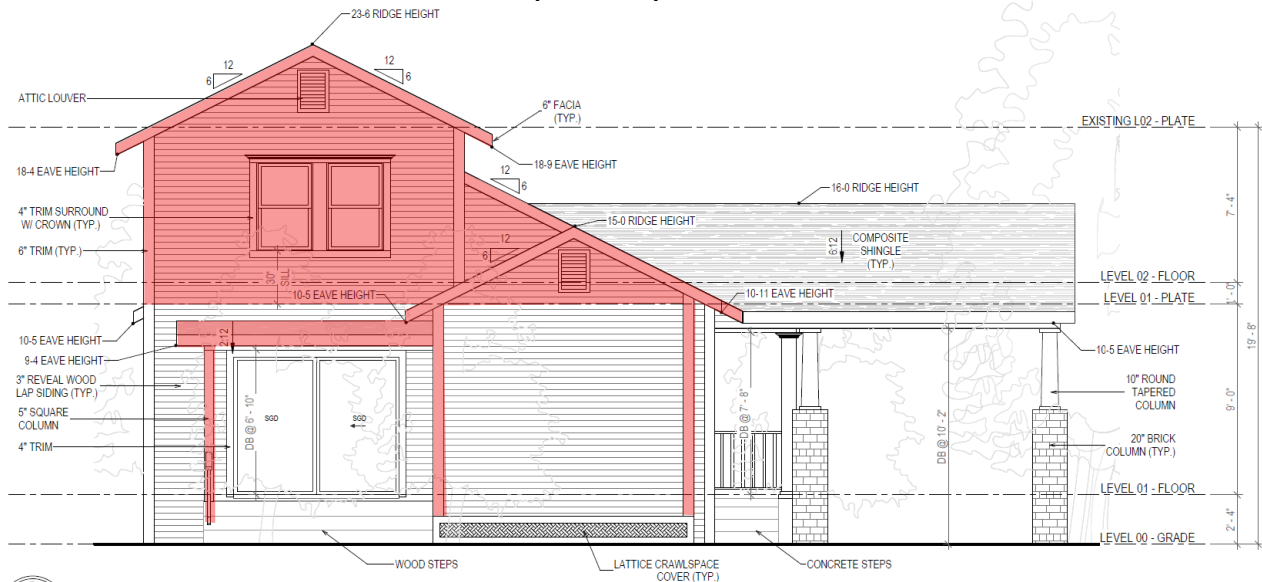 23-6 RIDGE HEIGHT
12
6
12
6
ATTIC LOUVER
6" FACIA
(TYP.)
EXISTING L02 - PLATE
18-4 EAVE HEIGHT
18-9 EAVE HEIGHT
12
6
16-0 RIDGE HEIGHT
4" TRIM SURROUND
W/ CROWN (TYP.)
15-0 RIDGE HEIGHT
7' - 4"
6" TRIM (TYP.)
12
6
6:12
COMPOSITE
SHINGLE
(TYP.)
30"
SILL
LEVEL 02 - FLOOR
1' - 0"
10-5 EAVE HEIGHT
10-11 EAVE HEIGHT
LEVEL 01 - PLATE
19' - 8"
10-5 EAVE HEIGHT
2:12
10-5 EAVE HEIGHT
9-4 EAVE HEIGHT
3" REVEAL WOOD
LAP SIDING (TYP.)
10" ROUND
TAPERED
COLUMN
9' - 0"
5" SQUARE
COLUMN
SGD
SGD
DB @ 6' - 10"
DB @ 7' - 8"
DB @ 10' - 2"
4" TRIM
20" BRICK
COLUMN (TYP.)
LEVEL 01 - FLOOR
2' - 4"
LEVEL 00 - GRADE
WOOD STEPS
LATTICE CRAWLSPACE
COVER (TYP.)
CONCRETE STEPS